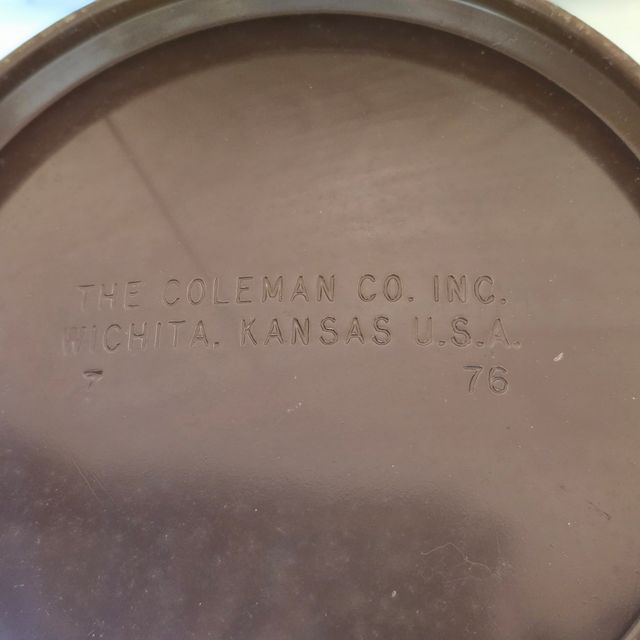 THE COLEMAN CO. INC.
WICHITA, KANSAS U.S.A.
7 76